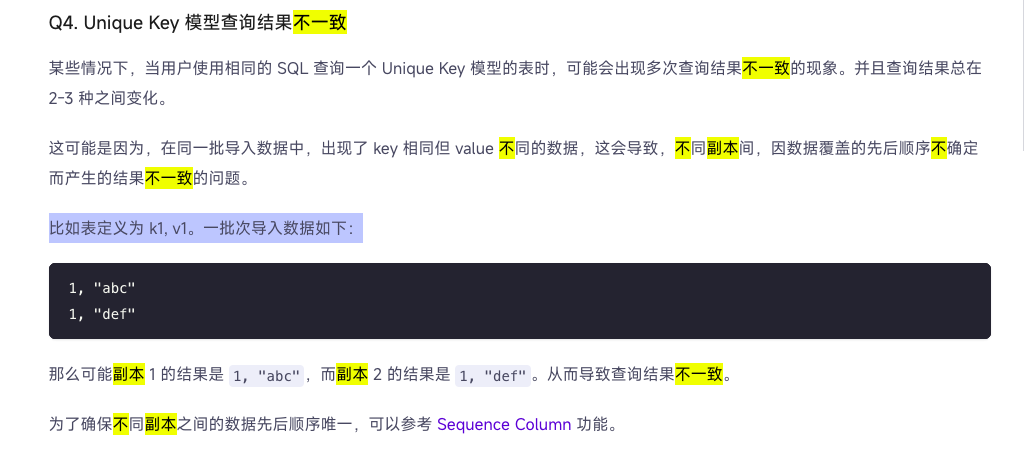 Q4. Unique Key 模型查询结果不一致
某些情况下，当用户使用相同的 SQL 查询一个 Unique Key 模型的表时，可能会出现多次查询结果不一致的现象。并且查询结果总在
2-3 种之间变化。
这可能是因为，在同一批导入数据中，出现了 key 相同但 value 不同的数据，这会导致，不同副本间，因数据覆盖的先后顺序不确定
而产生的结果不一致的问题。
比如表定义为 k1, v1。一批次导入数据如下：
1, "abc"
1, "def"
那么可能副本 1 的结果是 1, "abc"，而副本 2 的结果是 1, "def"。从而导致查询结果不一致。
为了确保不同副本之间的数据先后顺序唯一，可以参考 Sequence Column 功能。